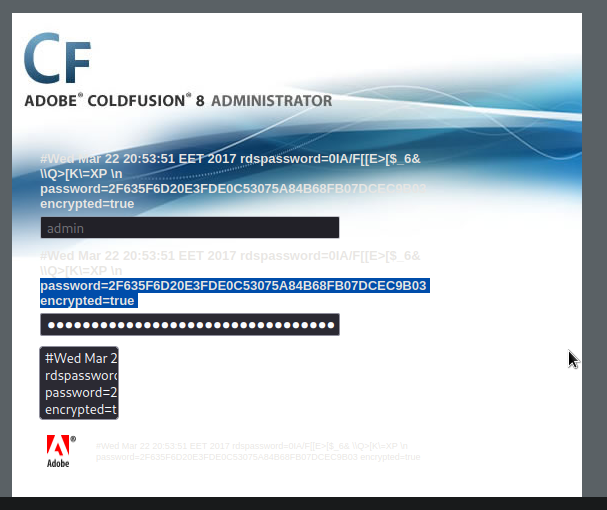 CF
ADOBE® COLDFUSION® 8 ADMINISTRATOR
#Wed Mar 22 20:53:51 EET 2017 rdspassword=0IA/F[[E>[$_6&
\\Q>[K\=XP \n
password=2F635F6D20E3FDE0C53075A84B68FB07DCEC9B03
encrypted=true
admin
#Wed Mar 22 20:53:51 EET 2017 rdspassword=0IA/F[[E>[$_6&
\\Q>[K\=XP \n
password=2F635F6D20E3FDE0C53075A84B68FB07DCEC9B03
encrypted=true
●●●●●●●●●●●●●●●●●●●●●●●●●●●●●●●●●
#Wed Mar 2
rdspassword
password=2
encrypted=t
Adobe®
#Wed Mar 22 20:53:51 EET 2017 rdspassword=0IA/F[[E>[$_6& \\Q>[K\=XP \n
password=2F635F6D20E3FDE0C53075A84B68FB07DCEC9B03 encrypted=true